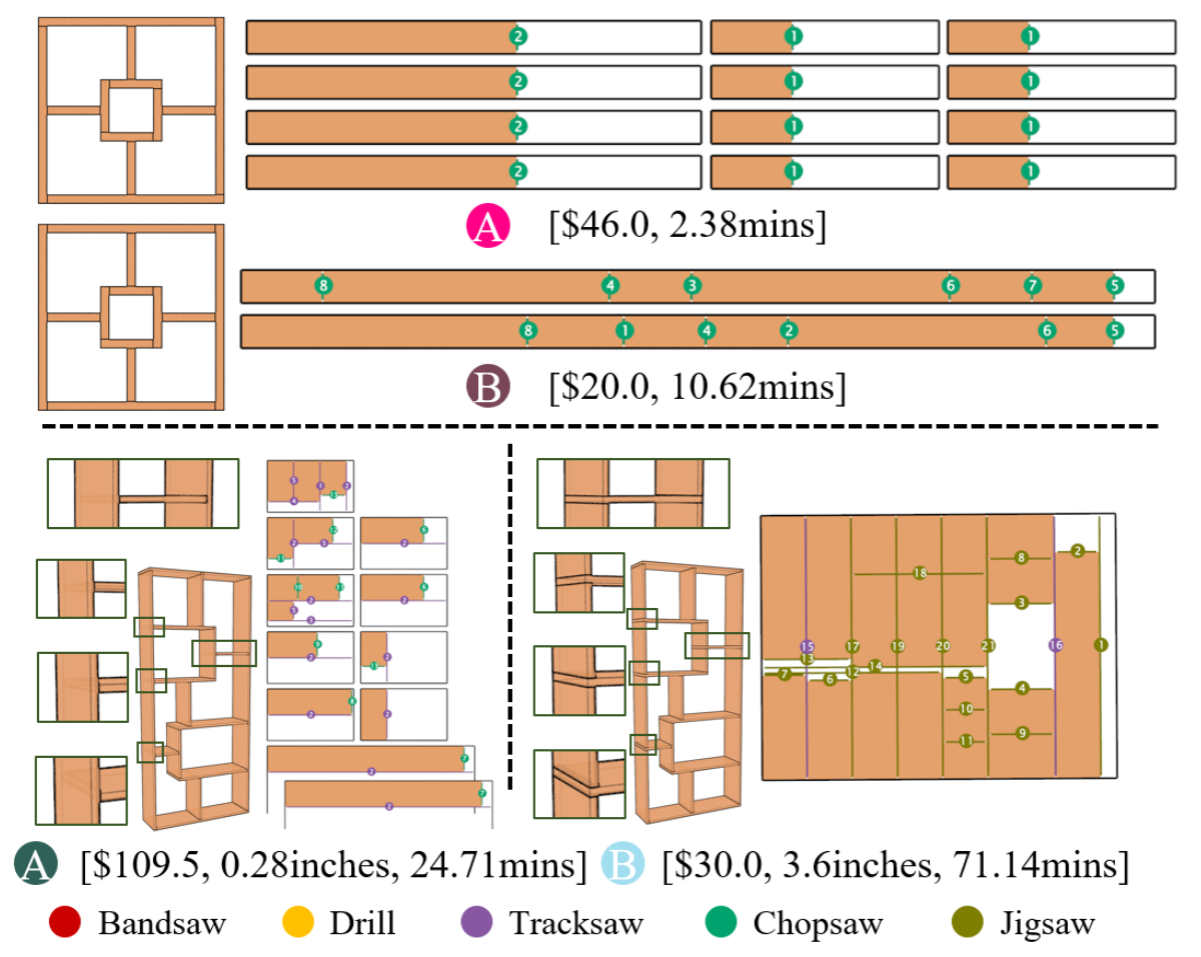 2 1 1
2 1 1
2 1 1
2 1 1
A [$46.0, 2.38mins]
8 4 3 6 7 5
8 1 4 2 6 5
B [$20.0, 10.62mins]
2
8
18
3
15 17 19 20 21 16 1
13 14
7 6 12 5
4
10
9
11
A [$109.5, 0.28inches, 24.71mins]
B [$30.0, 3.6inches, 71.14mins]
Bandsaw Drill Tracksaw Chopsaw Jigsaw